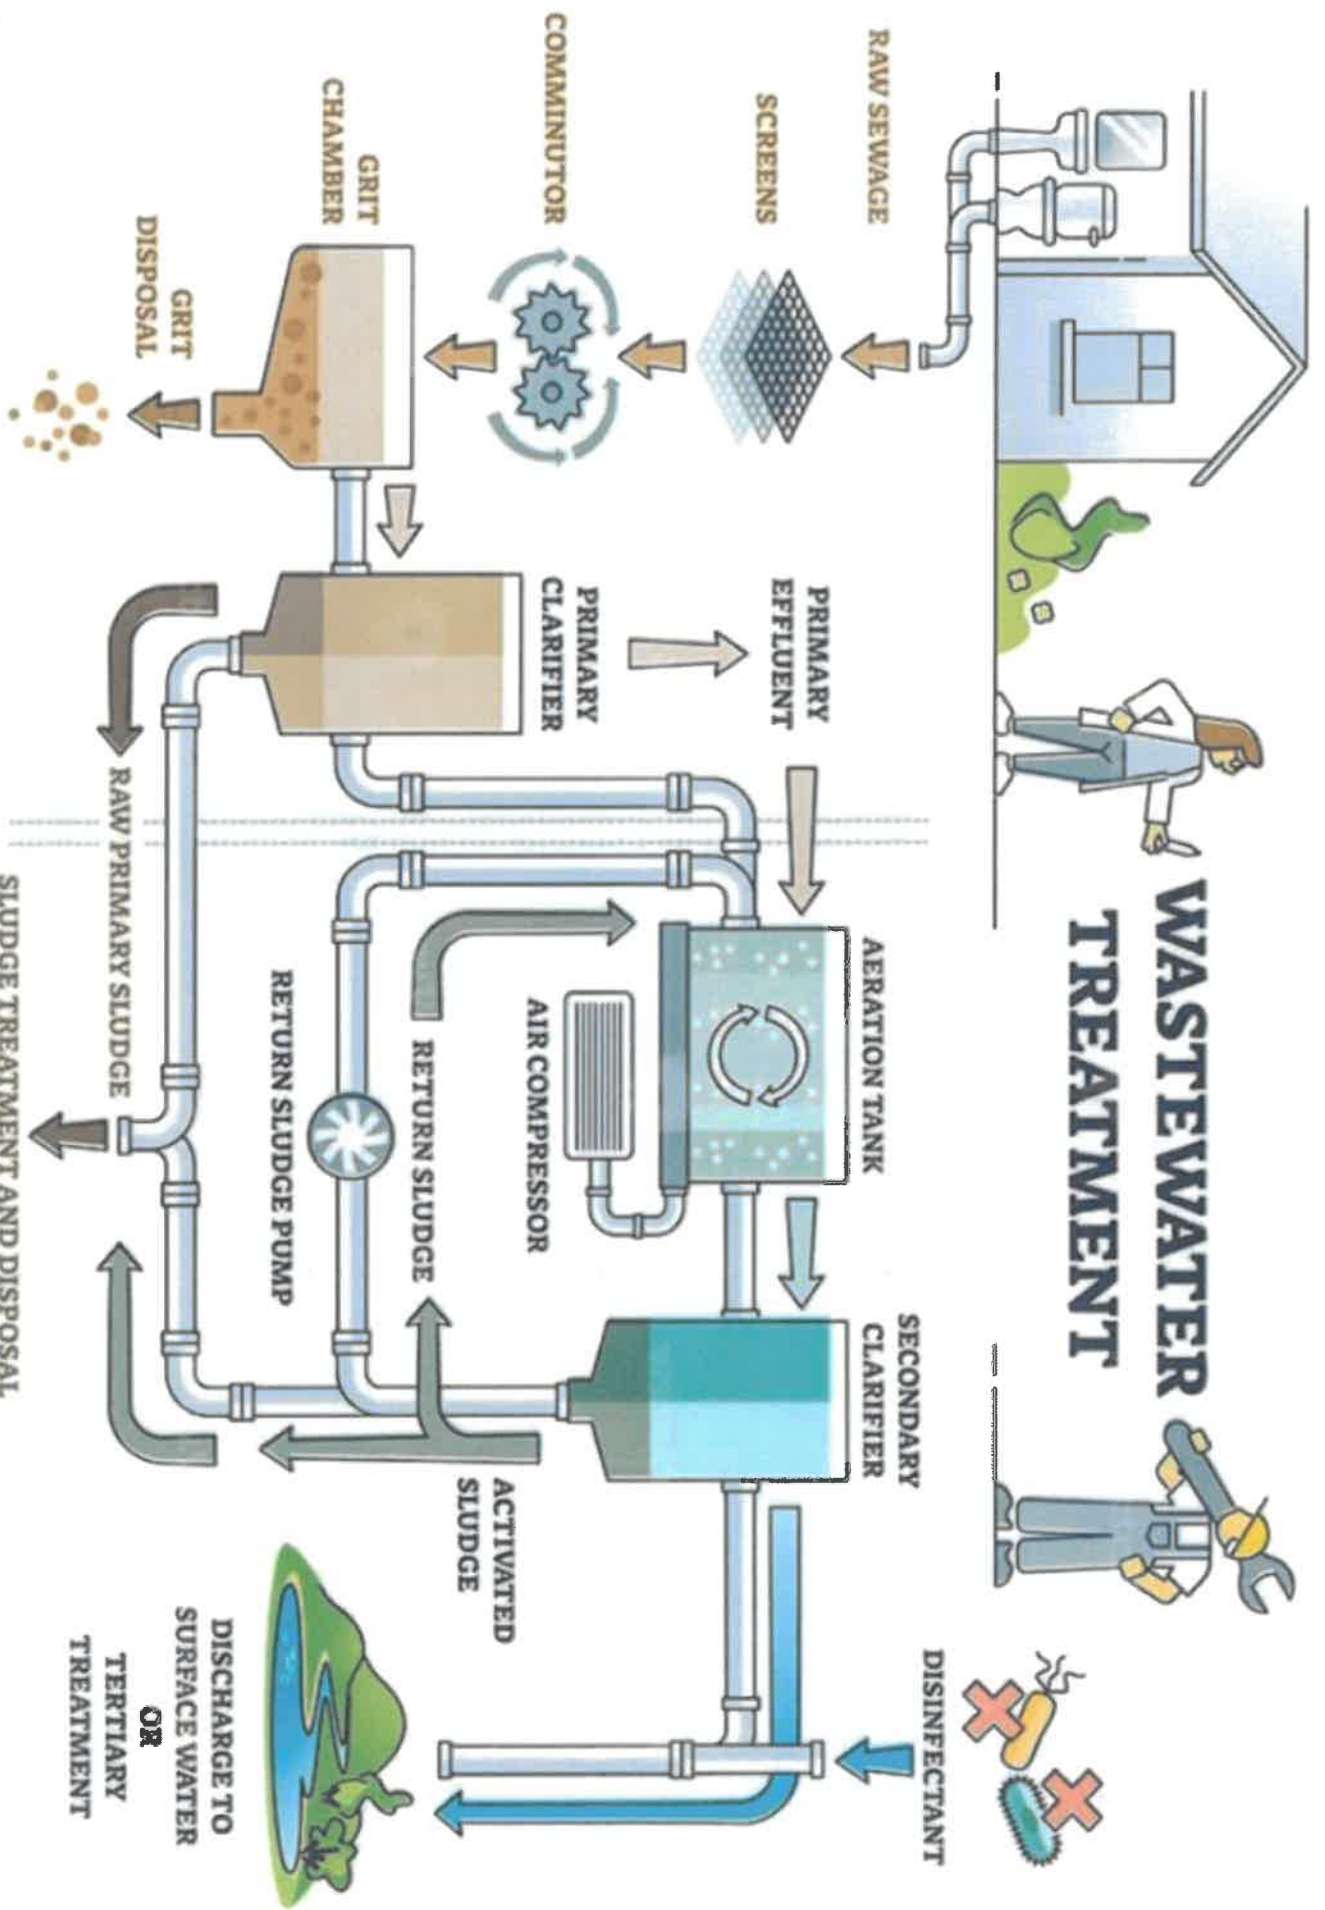 WASTEWATER
TREATMENT
RAW SEWAGE
SCREENS
COMMINUTOR
GRIT
CHAMBER
GRIT
DISPOSAL
PRIMARY
EFFLUENT
PRIMARY
CLARIFIER
RAW PRIMARY SLUDGE
AERATION TANK
AIR COMPRESSOR
RETURN SLUDGE
RETURN SLUDGE PUMP
SLUDGE TREATMENT AND DISPOSAL
SECONDARY
CLARIFIER
ACTIVATED
SLUDGE
DISINFECTANT
DISCHARGE TO
SURFACE WATER
OR
TERTIARY
TREATMENT